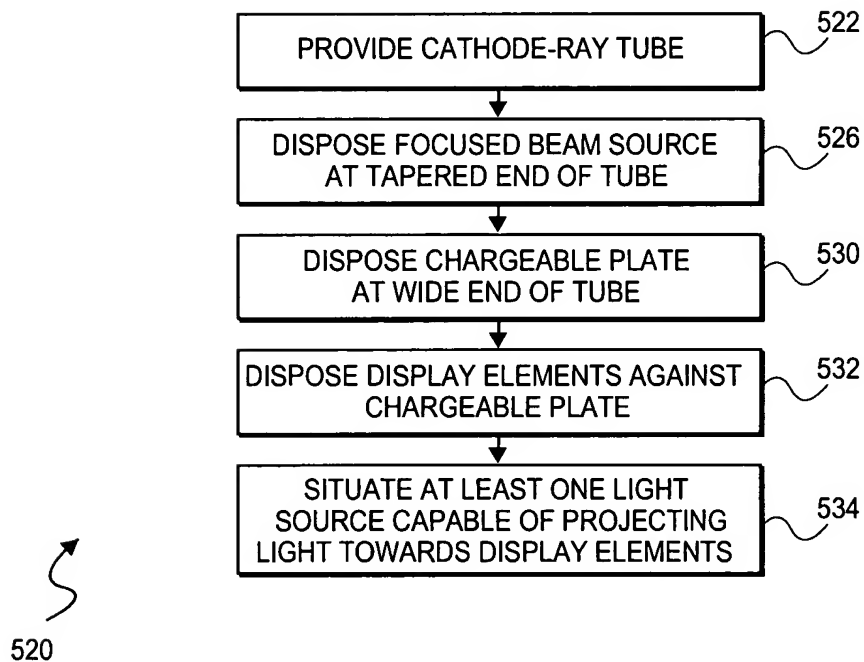 PROVIDE CATHODE-RAY TUBE
522
DISPOSE FOCUSED BEAM SOURCE
AT TAPERED END OF TUBE
526
DISPOSE CHARGEABLE PLATE
AT WIDE END OF TUBE
530
DISPOSE DISPLAY ELEMENTS AGAINST
CHARGEABLE PLATE
532
SITUATE AT LEAST ONE LIGHT
SOURCE CAPABLE OF PROJECTING
LIGHT TOWARDS DISPLAY ELEMENTS
534
520